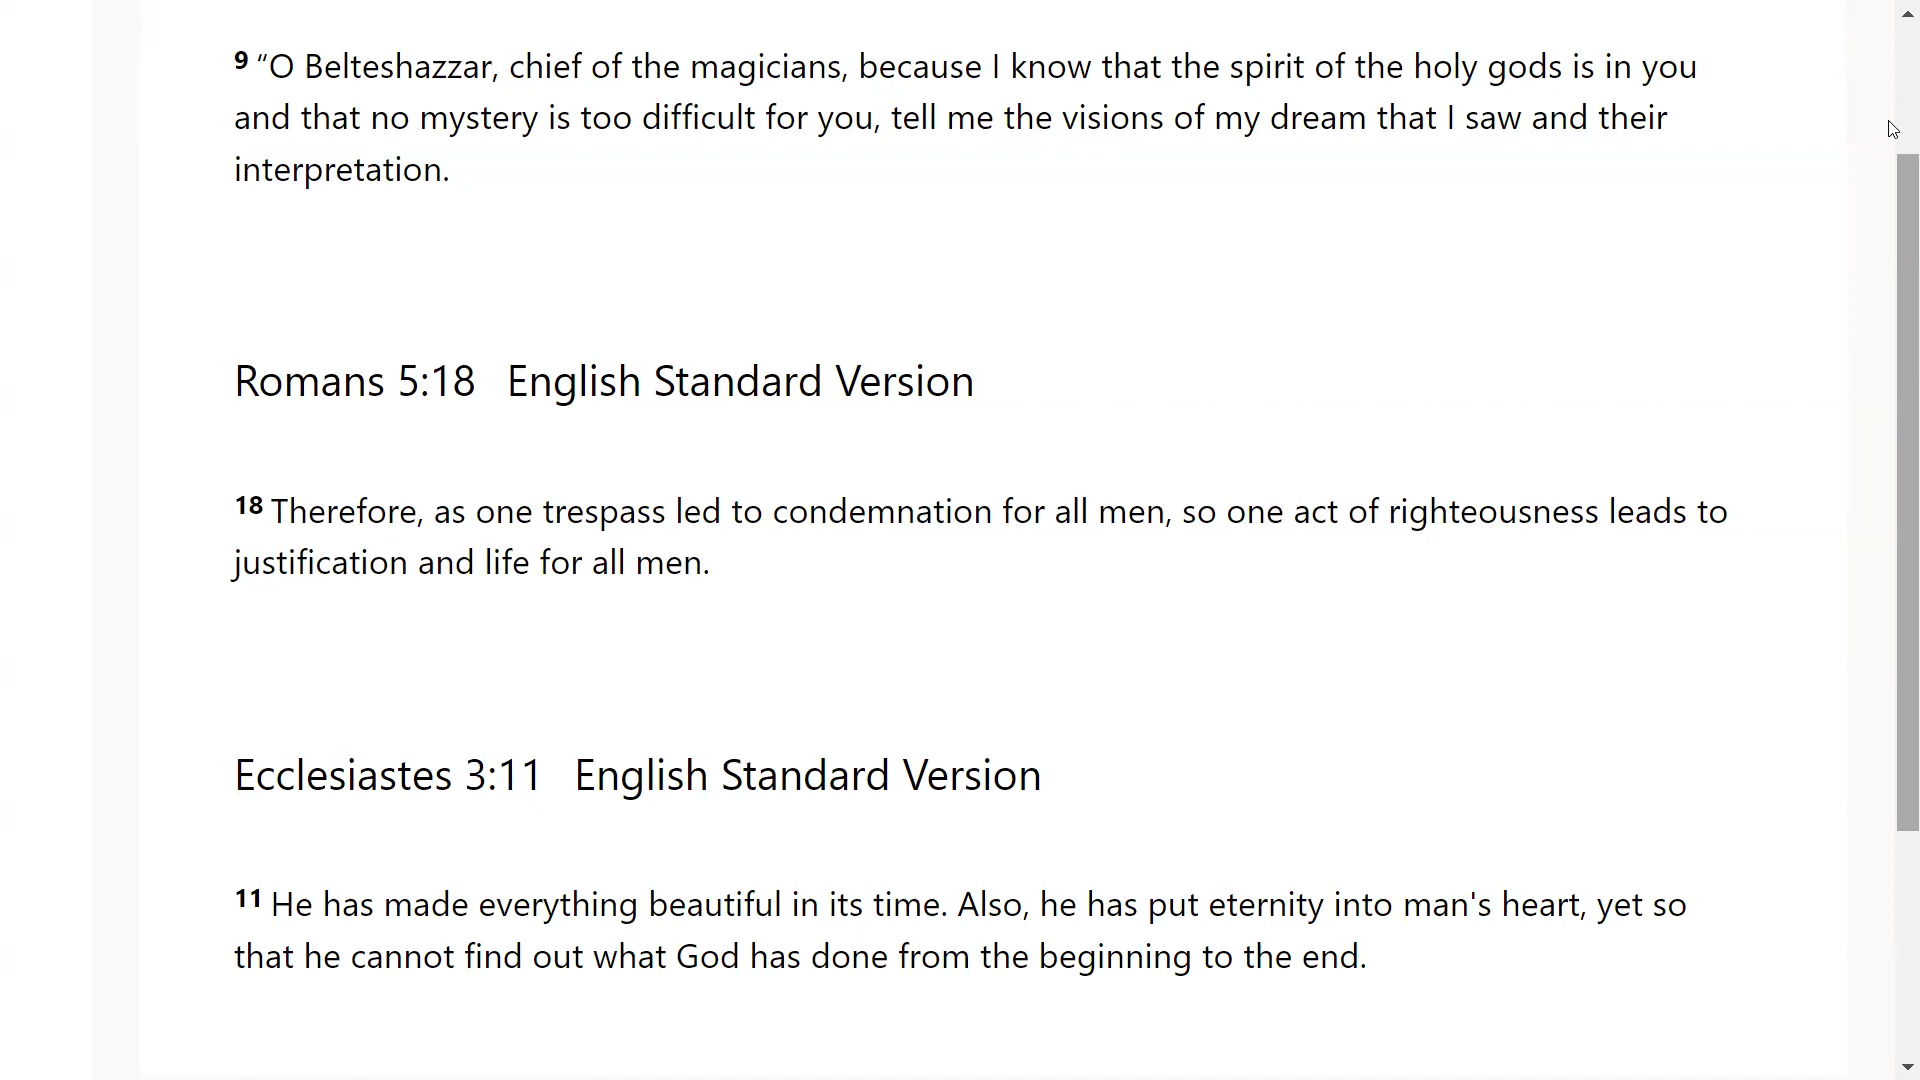 9 “O Belteshazzar, chief of the magicians, because I know that the spirit of the holy gods is in you
and that no mystery is too difficult for you, tell me the visions of my dream that I saw and their
interpretation.
Romans 5:18 English Standard Version
18 Therefore, as one trespass led to condemnation for all men, so one act of righteousness leads to
justification and life for all men.
Ecclesiastes 3:11 English Standard Version
11 He has made everything beautiful in its time. Also, he has put eternity into man's heart, yet so
that he cannot find out what God has done from the beginning to the end.